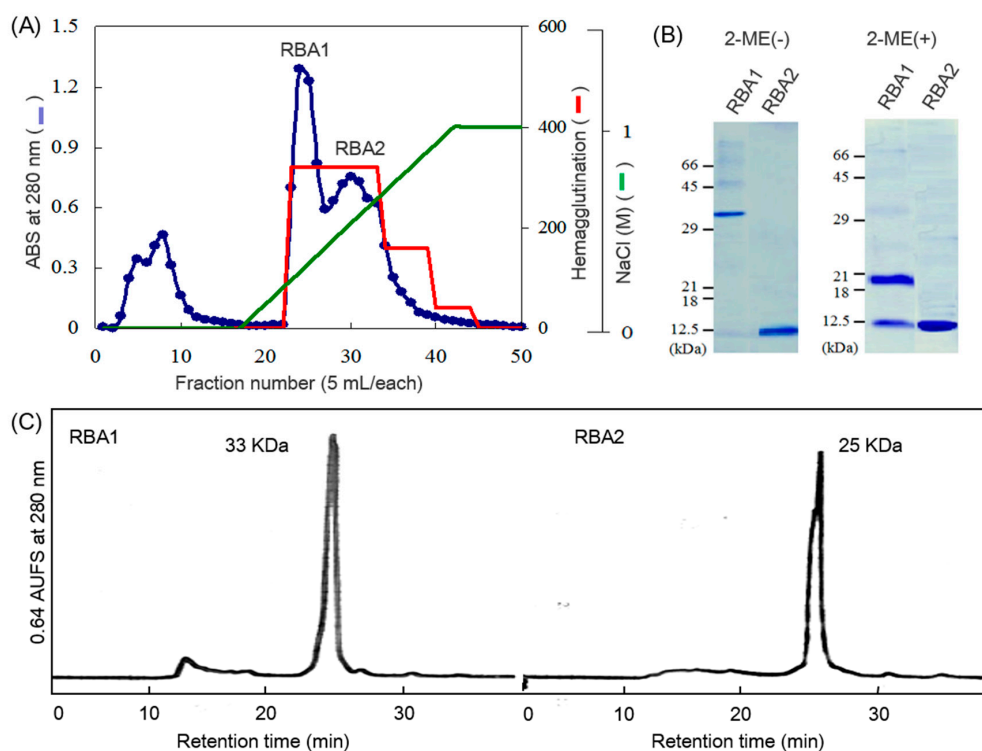 (A)
1.5
1.2
0.9
0.6
0.3
0
ABS at 280 nm ( — )
RBA1
RBA2
600
400
200
0
Hemagglutination ( — )
1
0
NaCl (M) ( — )
0 10 20 30 40 50
Fraction number (5 mL/each)
(B)
2-ME(-)
RBA1
RBA2
66
45
29
21
18
12.5
(kDa)
2-ME(+)
RBA1
RBA2
66
45
29
21
18
12.5
(kDa)
(C)
0.64 AUFS at 280 nm
RBA1
33 KDa
0 10 20 30
Retention time (min)
RBA2
25 KDa
0 10 20 30
Retention time (min)